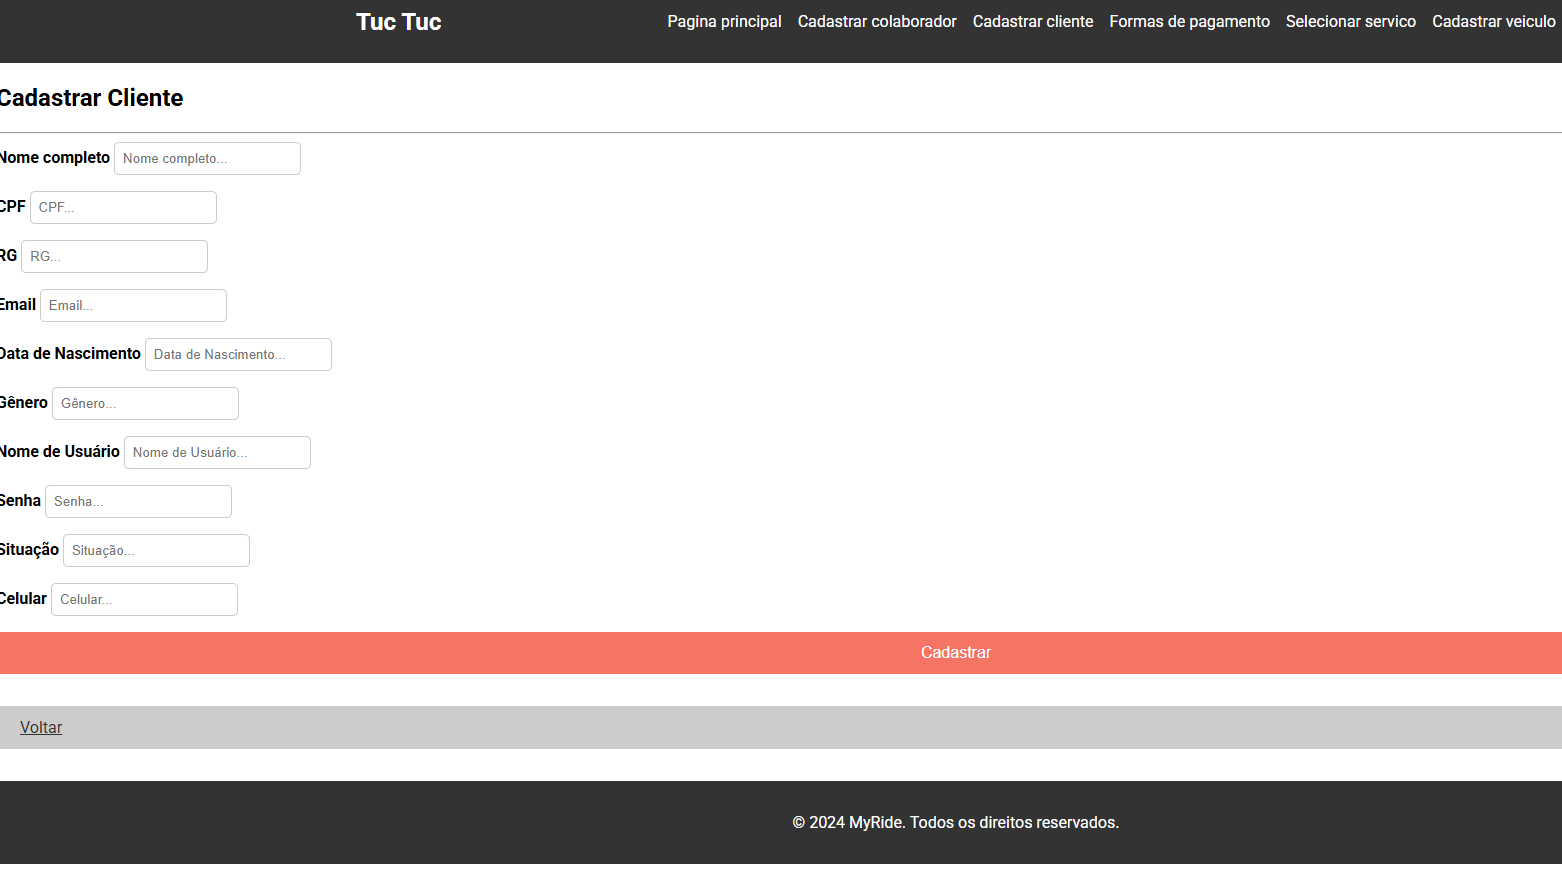 Tuc Tuc Pagina principal Cadastrar colaborador Cadastrar cliente Formas de pagamento Selecionar servico Cadastrar veiculo
Cadastrar Cliente
Nome completo Nome completo...
CPF CPF...
RG RG...
Email Email...
Data de Nascimento Data de Nascimento...
Gênero Gênero...
Nome de Usuário Nome de Usuário...
Senha Senha...
Situação Situação...
Celular Celular...
Cadastrar
Voltar
© 2024 MyRide. Todos os direitos reservados.